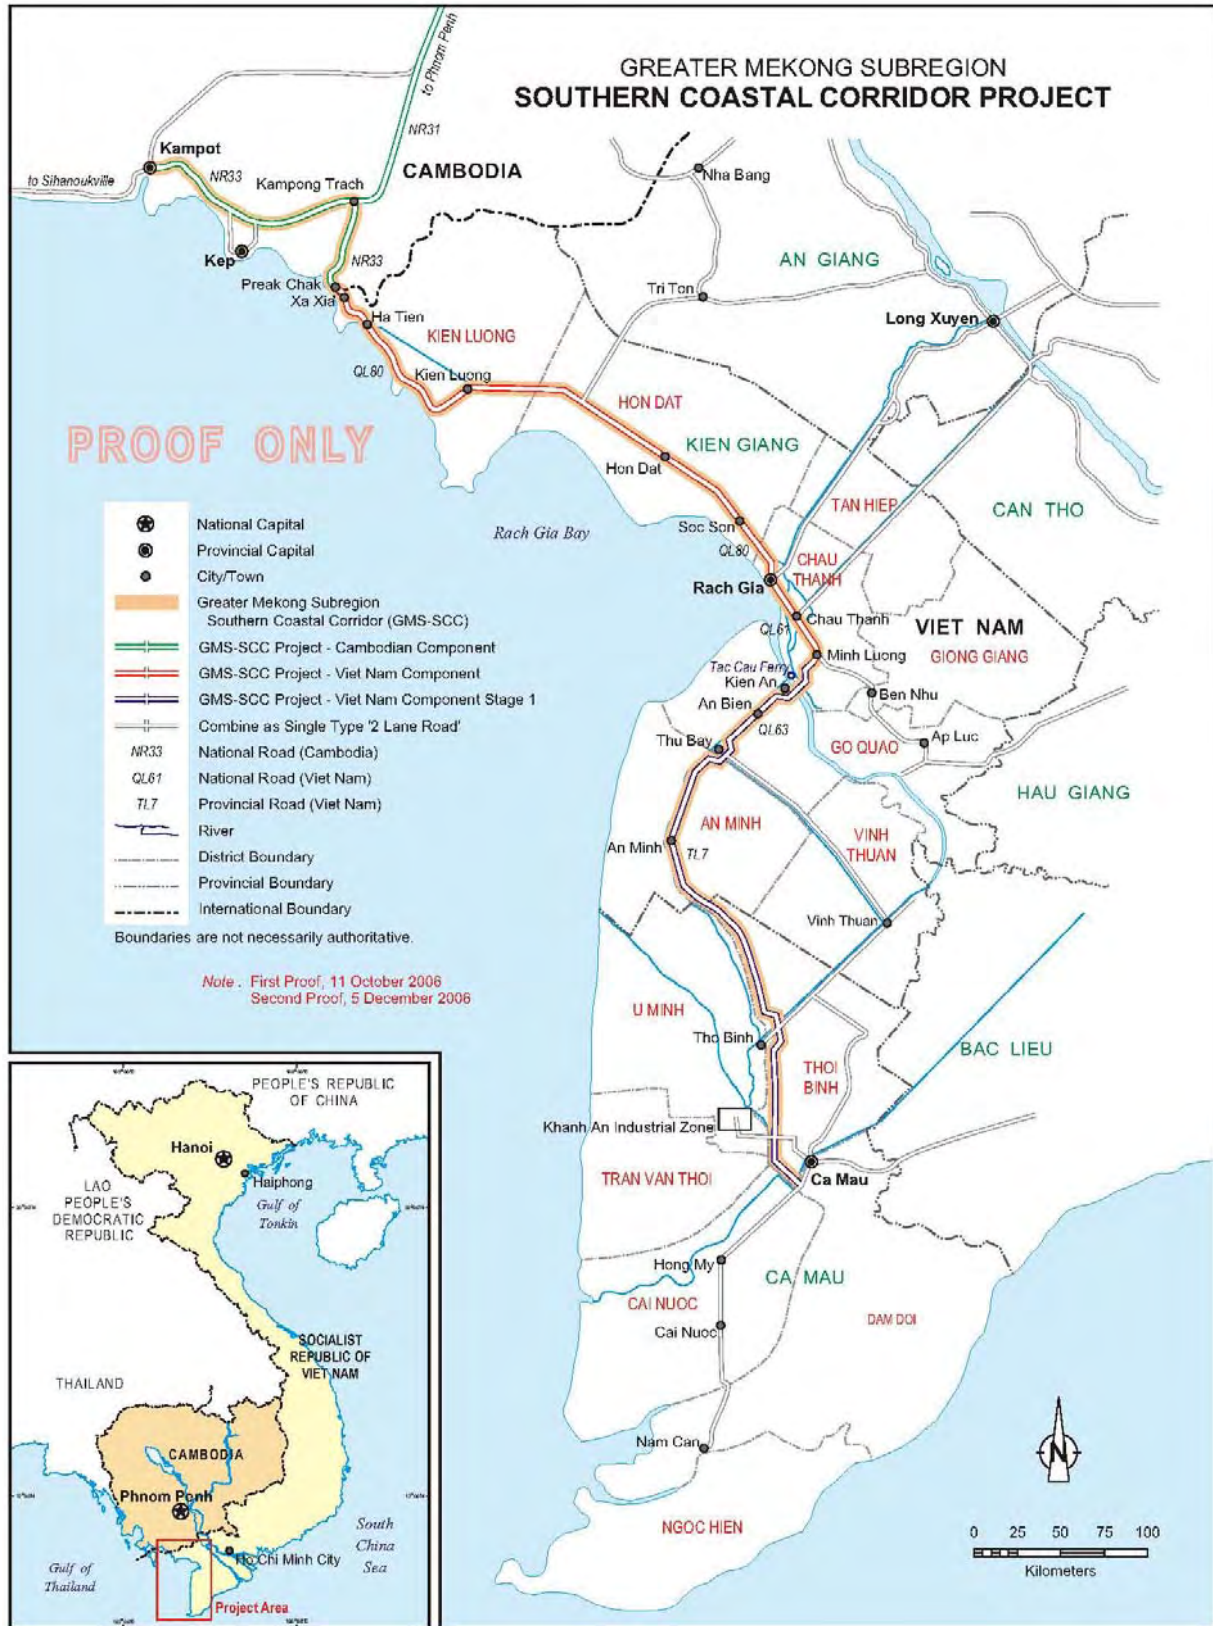 GREATER MEKONG SUBREGION
SOUTHERN COASTAL CORRIDOR PROJECT
to Phnom Penh
NR31
Kampot
to Sihanoukville
NR33
Kampong Trach
CAMBODIA
Nha Bang
Kep
NR33
Preak Chak
Xa Xia
Ha Tien
AN GIANG
Tri Ton
Long Xuyen
KIEN LUONG
QL80
Kien Luong
HON DAT
PROOF ONLY
KIEN GIANG
Hon Dat
TAN HIEP
CAN THO
Rach Gia Bay
Soc Son
QL80
CHAU
THANH
Rach Gia
Chau Thanh
QL61
VIET NAM
Minh Luong
GIONG GIANG
Tac Cau Ferry
Kien An
Ben Nhu
An Bien
QL63
Thu Bay
GO QUAO
Ap Luc
HAU GIANG
AN MINH
An Minh
TL7
VINH
THUAN
Vinh Thuan
U MINH
Tho Binh
THOI
BINH
BAC LIEU
Khanh An Industrial Zone
TRAN VAN THOI
Ca Mau
Hong My
CA MAU
CAI NUOC
Cai Nuoc
DAM DOI
Nam Can
NGOC HIEN
N
0 25 50 75 100
Kilometers
National Capital
Provincial Capital
City/Town
Greater Mekong Subregion
Southern Coastal Corridor (GMS-SCC)
GMS-SCC Project - Cambodian Component
GMS-SCC Project - Viet Nam Component
GMS-SCC Project - Viet Nam Component Stage 1
Combine as Single Type '2 Lane Road'
NR33 National Road (Cambodia)
QL61 National Road (Viet Nam)
TL7 Provincial Road (Viet Nam)
River
District Boundary
Provincial Boundary
International Boundary
Boundaries are not necessarily authoritative.
Note . First Proof, 11 October 2006
Second Proof, 5 December 2006
PEOPLE'S REPUBLIC
OF CHINA
Hanoi
Haiphong
LAO
PEOPLE'S
DEMOCRATIC
REPUBLIC
Gulf of
Tonkin
SOCIALIST
REPUBLIC OF
VIET NAM
THAILAND
CAMBODIA
Phnom Penh
Ho Chi Minh City
South
China
Sea
Gulf of
Thailand
Project Area